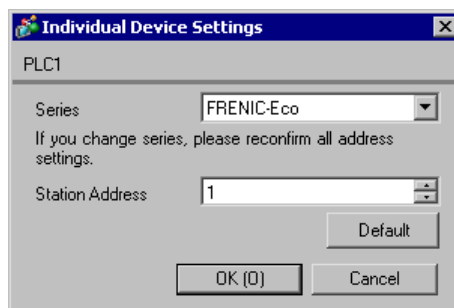 Individual Device Settings
PLC1
Series FRENIC-Eco
If you change series, please reconfirm all address
settings.
Station Address 1
Default
OK (O) Cancel